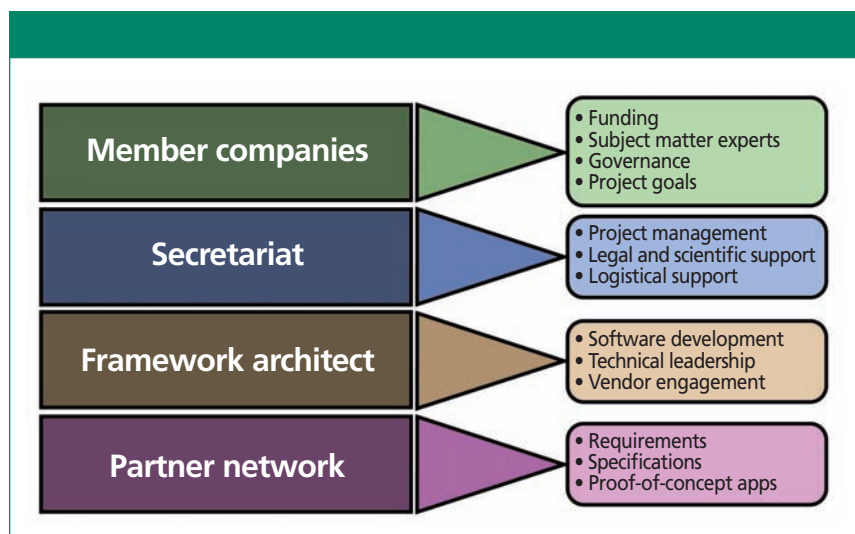 Member companies
• Funding
• Subject matter experts
• Governance
• Project goals
Secretariat
• Project management
• Legal and scientific support
• Logistical support
Framework architect
• Software development
• Technical leadership
• Vendor engagement
Partner network
• Requirements
• Specifications
• Proof-of-concept apps